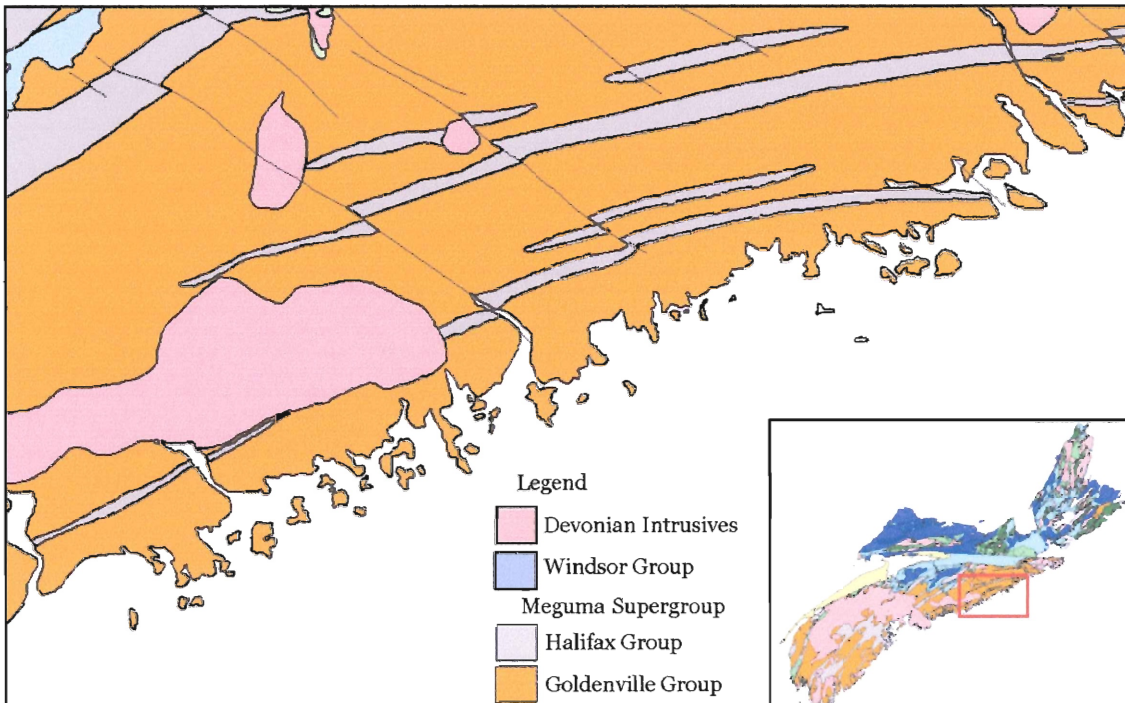 Legend
Devonian Intrusives
Windsor Group
Meguma Supergroup
Halifax Group
Goldenville Group